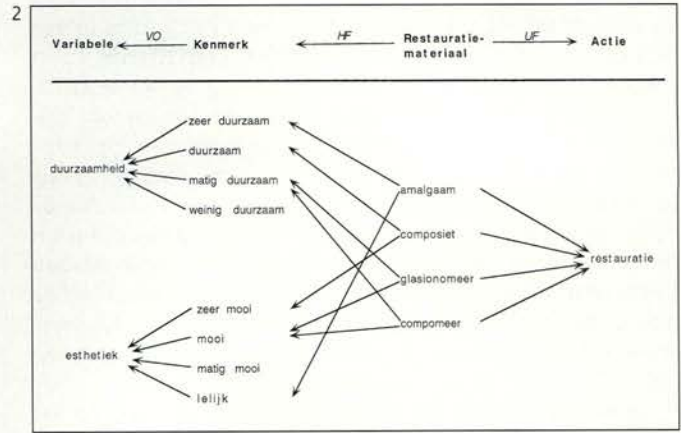 2
Variabele VO Kenmerk HF Restauratie-
materiaal UF Actie
zeer duurzaam
duurzaam
duurzaamheid
matig duurzaam
weinig duurzaam
amalgaam
composiet
glasionomeer
compomeer
restauratie
zeer mooi
mooi
esthetiek
matig mooi
lelijk